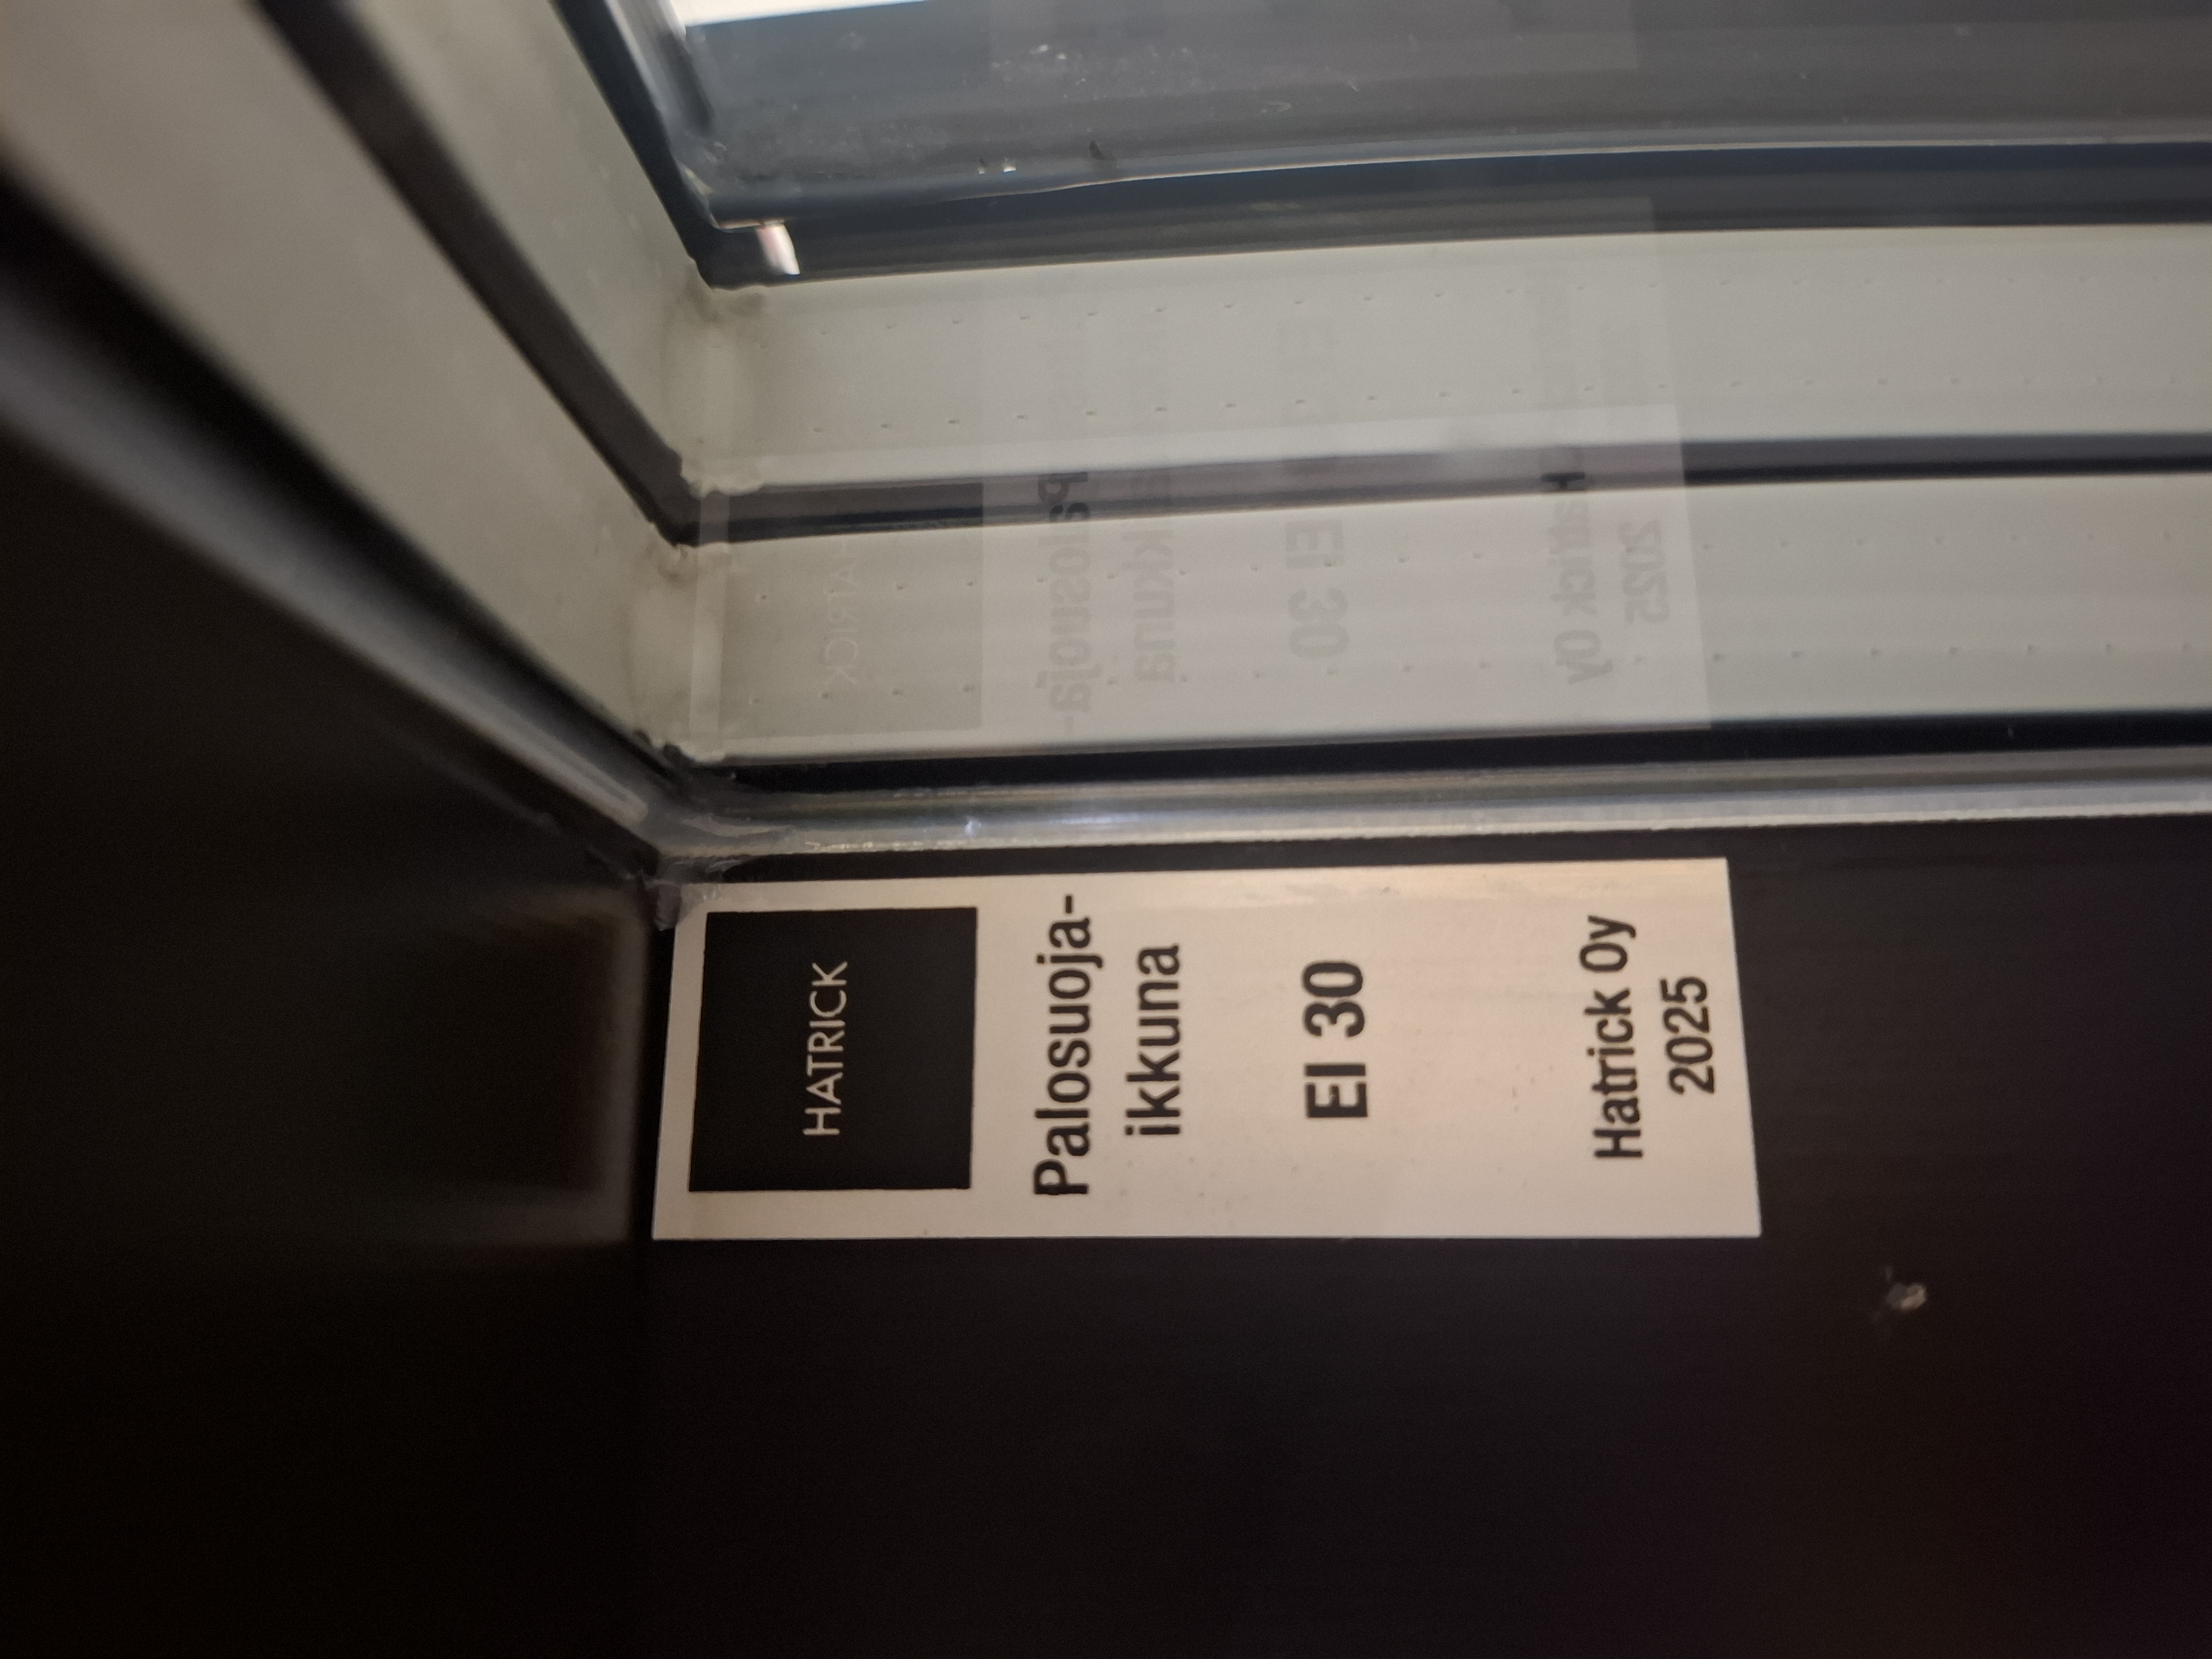 HATRICK
Palosuoja-
ikkuna
EI 30
Hatrick Oy
2025